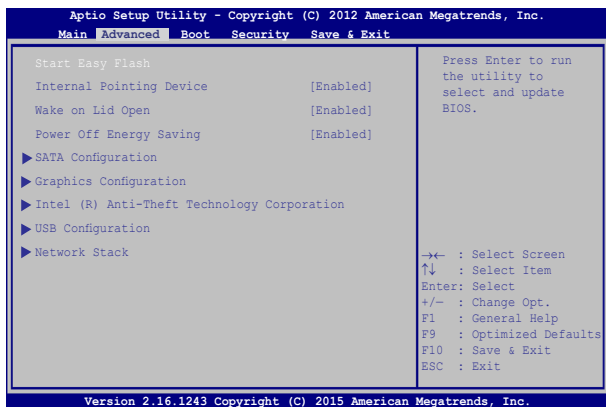 Aptio Setup Utility - Copyright (C) 2012 American Megatrends, Inc.
Main Advanced Boot Security Save & Exit
Start Easy Flash
Internal Pointing Device [Enabled]
Wake on Lid Open [Enabled]
Power Off Energy Saving [Enabled]
SATA Configuration
Graphics Configuration
Intel (R) Anti-Theft Technology Corporation
USB Configuration
Network Stack
Press Enter to run
the utility to
select and update
BIOS.
→← : Select Screen
↑↓ : Select Item
Enter: Select
+/— : Change Opt.
F1 : General Help
F9 : Optimized Defaults
F10 : Save & Exit
ESC : Exit
Version 2.16.1243 Copyright (C) 2015 American Megatrends, Inc.